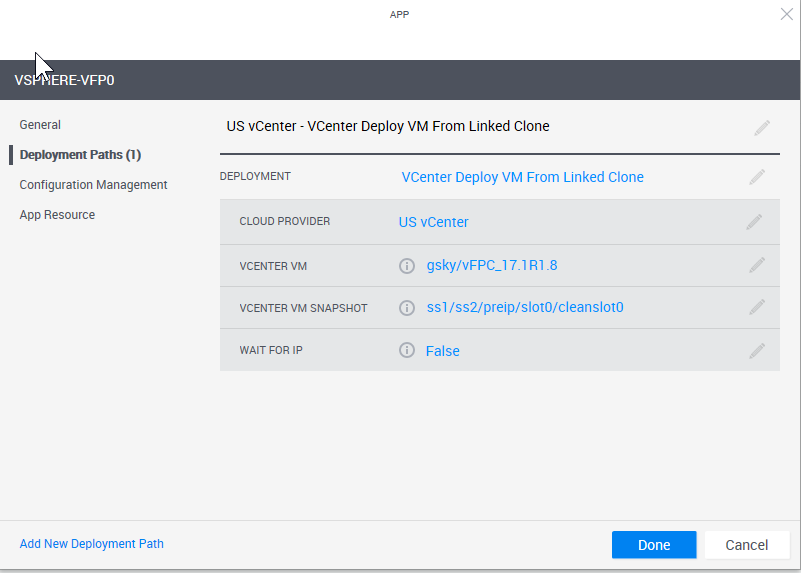 APP
VSPHERE-VFP0
General
Deployment Paths (1)
Configuration Management
App Resource
US vCenter - VCenter Deploy VM From Linked Clone
DEPLOYMENT VCenter Deploy VM From Linked Clone
CLOUD PROVIDER US vCenter
VCENTER VM gsky/vFPC_17.1R1.8
VCENTER VM SNAPSHOT ss1/ss2/preip/slot0/cleanslot0
WAIT FOR IP False
Add New Deployment Path
Done
Cancel